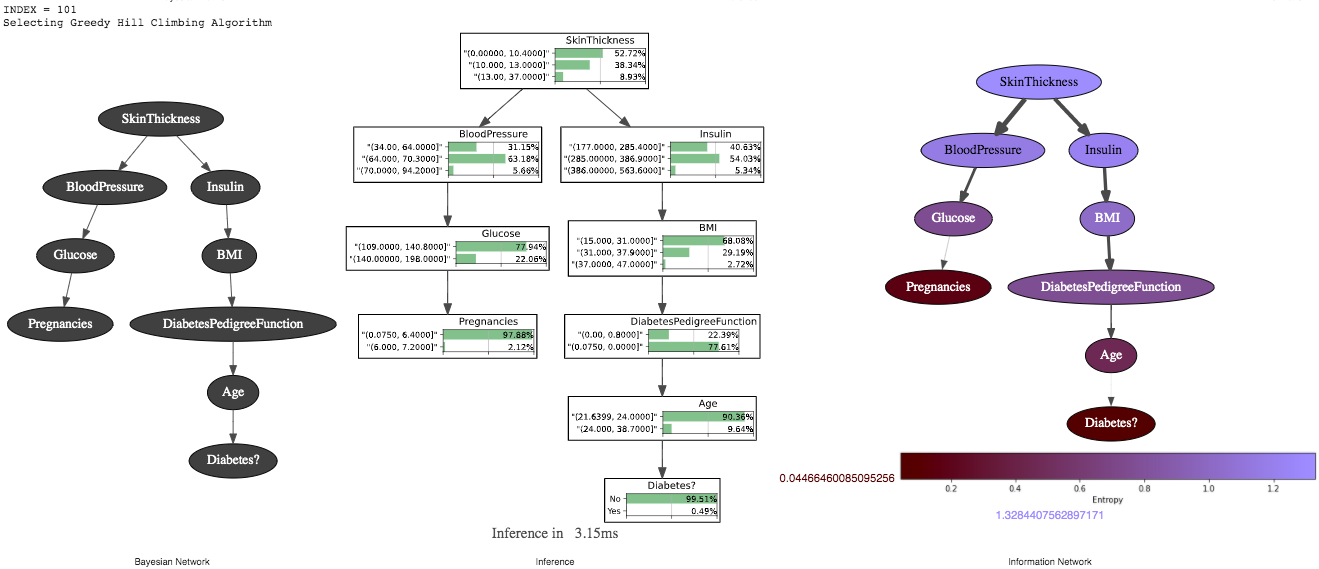 INDEX = 101
Selecting Greedy Hill Climbing Algorithm
SkinThickness
BloodPressure
Insulin
Glucose
BMI
Pregnancies
DiabetesPedigreeFunction
Age
Diabetes?
Bayesian Network
SkinThickness
"(0.00000, 10.4000]" 52.72%
"(10.000, 13.0000]" 38.34%
"(13.00, 37.0000]" 8.93%
BloodPressure
"(34.00, 64.0000]" 31.15%
"(64.000, 70.3000]" 63.18%
"(70.0000, 94.2000]" 5.66%
Insulin
"(177.0000, 285.4000]" 40.63%
"(285.00000, 386.9000]" 54.03%
"(386.00000, 563.6000]" 5.34%
Glucose
"(109.0000, 140.8000]" 77.94%
"(140.00000, 198.0000]" 22.06%
BMI
"(15.000, 31.0000]" 68.08%
"(31.000, 37.9000]" 29.19%
"(37.0000, 47.0000]" 2.72%
Pregnancies
"(0.0750, 6.4000]" 97.88%
"(6.000, 7.2000]" 2.12%
DiabetesPedigreeFunction
"(0.00, 0.8000]" 22.39%
"(0.0750, 0.0000]" 77.61%
Age
"(21.6399, 24.0000]" 90.36%
"(24.000, 38.7000]" 9.64%
Diabetes?
No 99.51%
Yes 0.49%
Inference in 3.15ms
Inference
SkinThickness
BloodPressure
Insulin
Glucose
BMI
Pregnancies
DiabetesPedigreeFunction
Age
Diabetes?
0.04466460085095256
0.2 0.4 0.6 0.8 1.0 1.2
Entropy
1.3284407562897171
Information Network